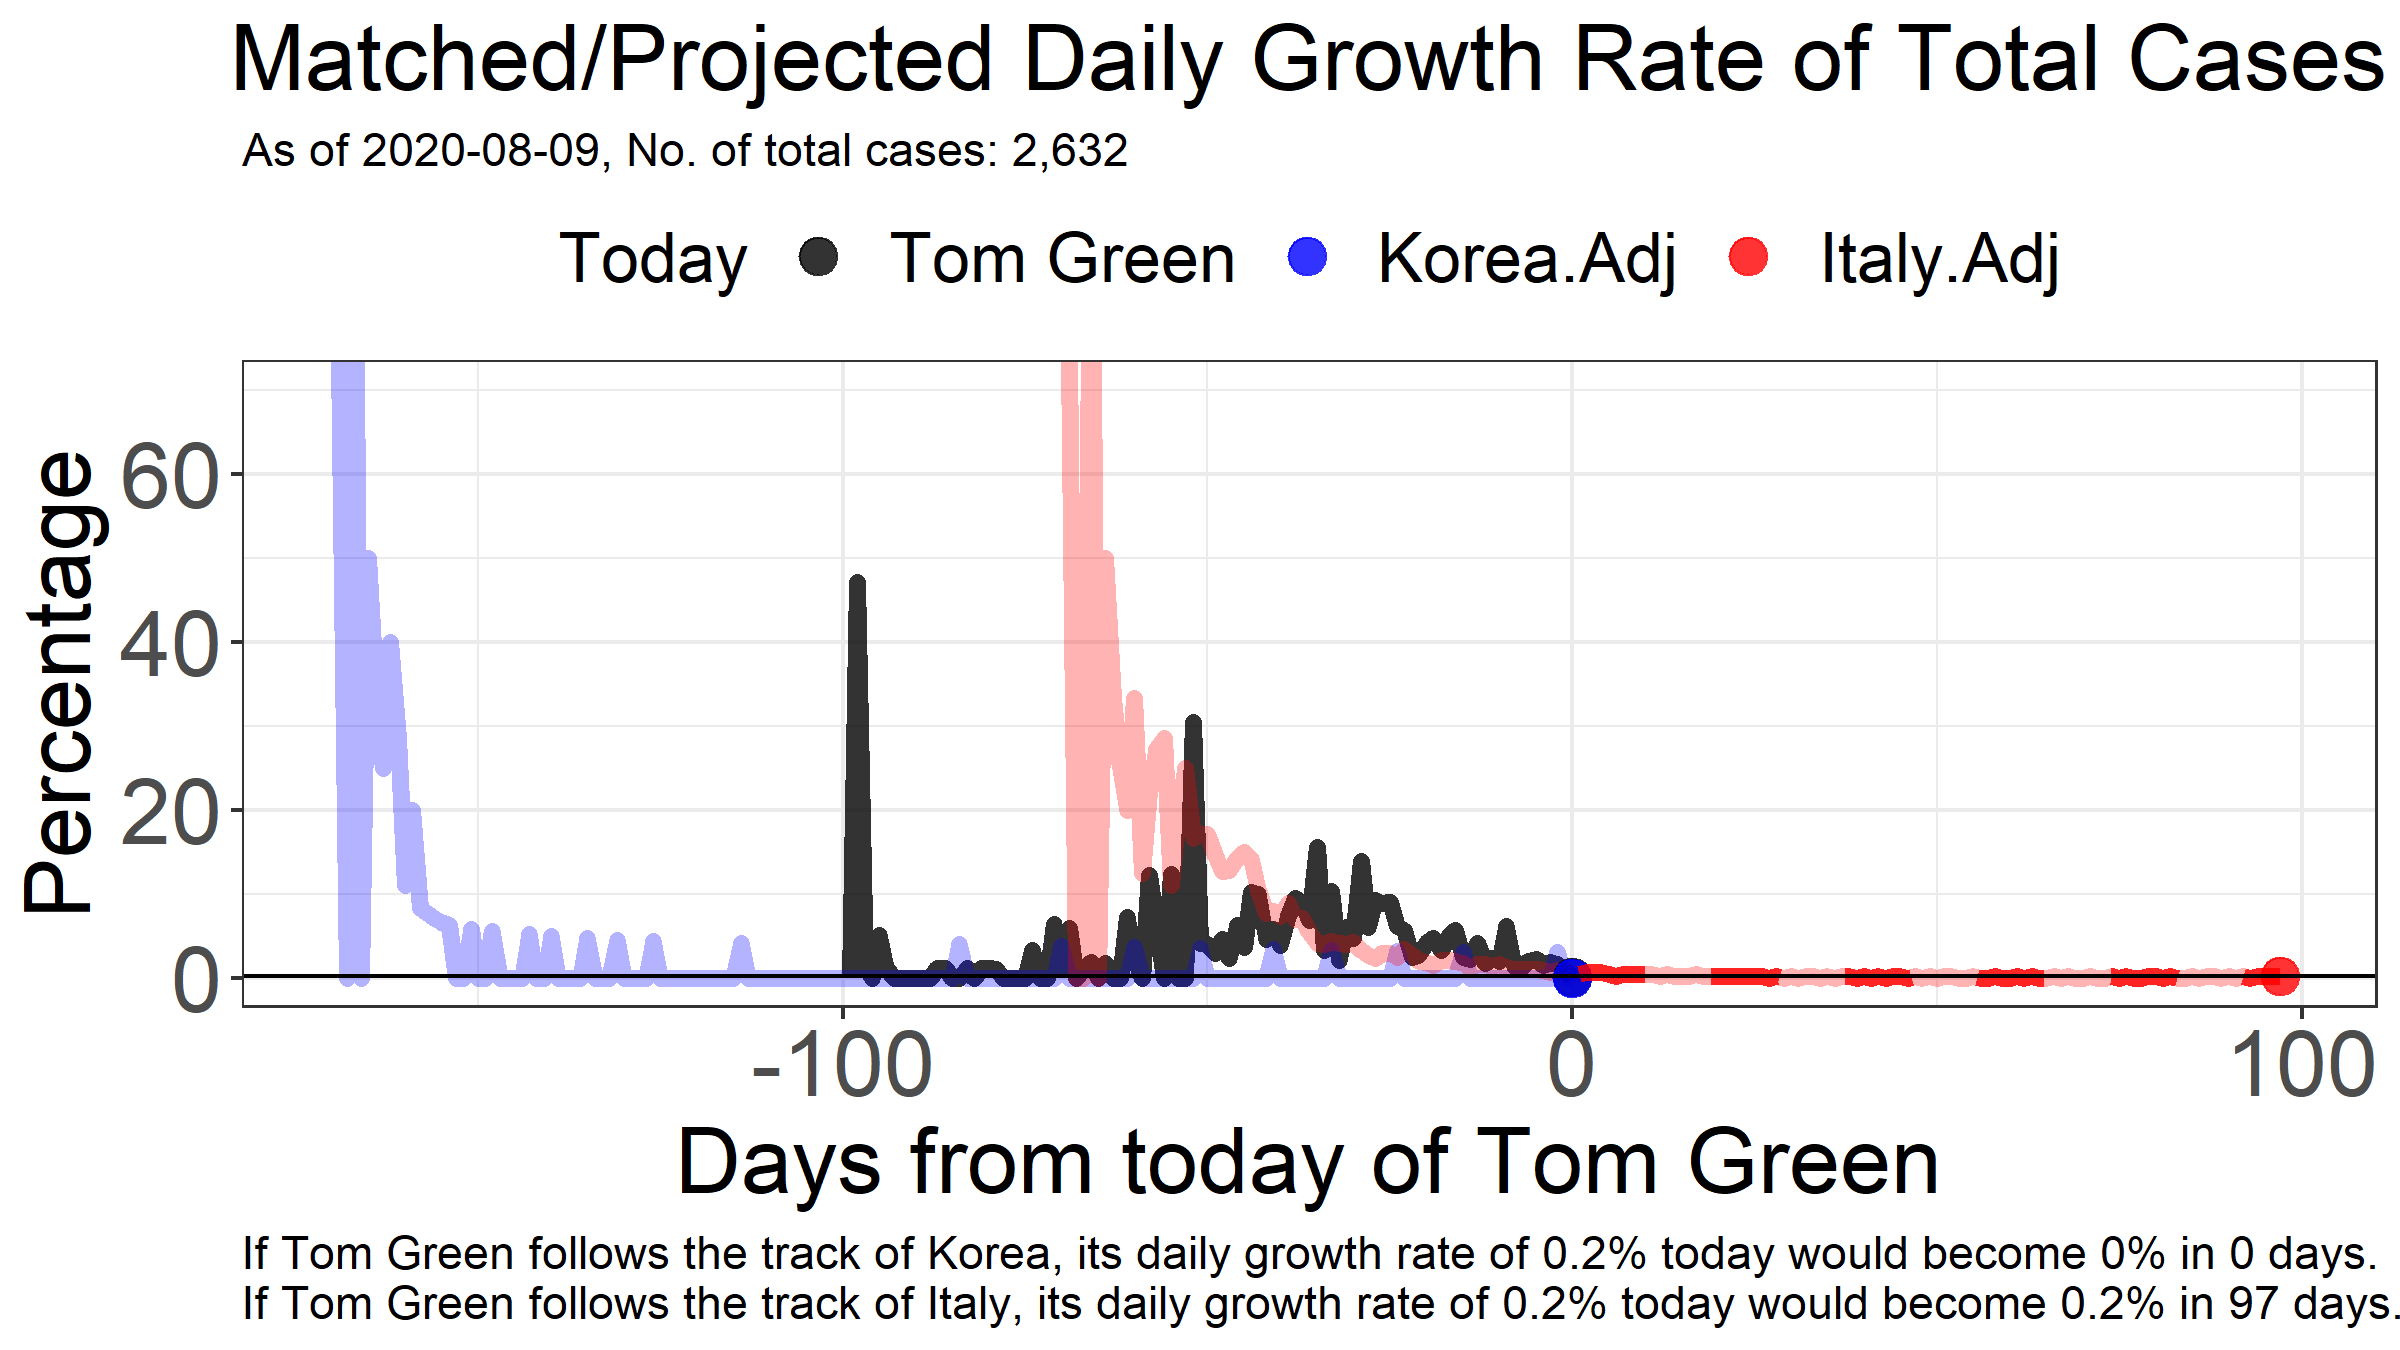 Matched/Projected Daily Growth Rate of Total Cases
As of 2020-08-09, No. of total cases: 2,632
Today Tom Green Korea.Adj Italy.Adj
Percentage
60
40
20
0
-100 0 100
Days from today of Tom Green
If Tom Green follows the track of Korea, its daily growth rate of 0.2% today would become 0% in 0 days.
If Tom Green follows the track of Italy, its daily growth rate of 0.2% today would become 0.2% in 97 days.